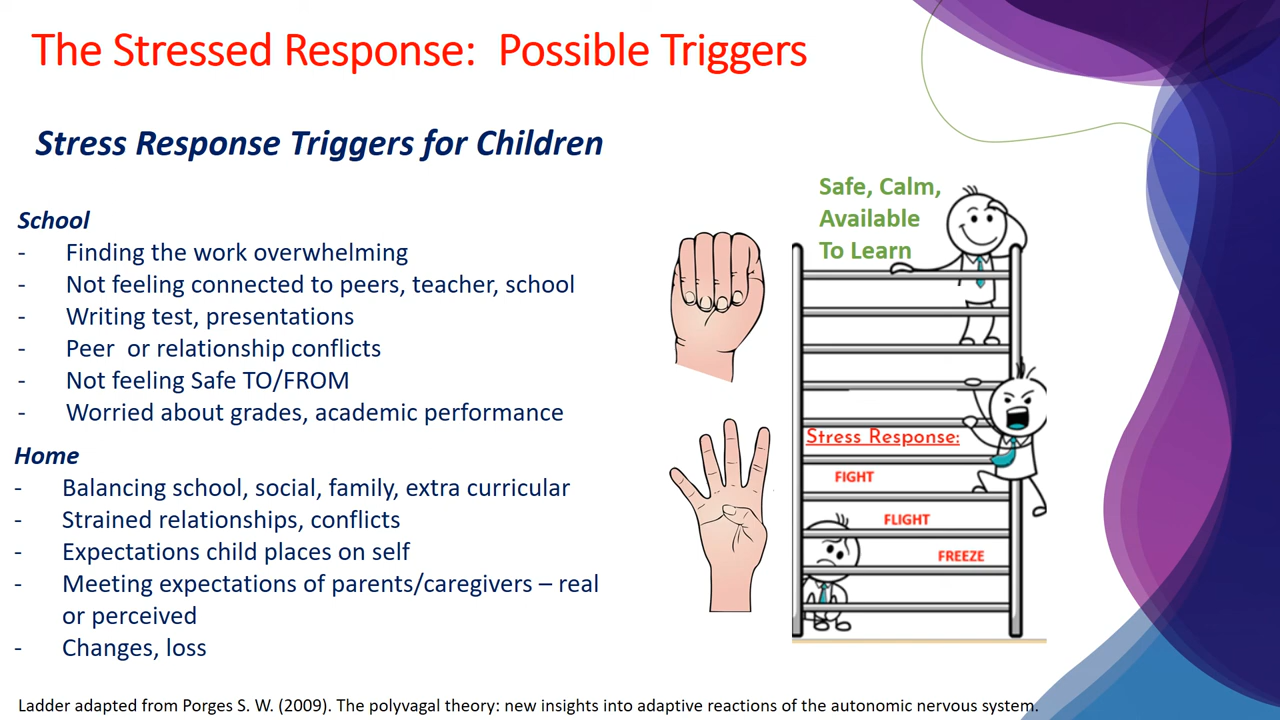 The Stressed Response:  Possible Triggers
Stress Response Triggers for Children
School
- Finding the work overwhelming
- Not feeling connected to peers, teacher, school
- Writing test, presentations
- Peer  or relationship conflicts
- Not feeling Safe TO/FROM
- Worried about grades, academic performance
Home
- Balancing school, social, family, extra curricular
- Strained relationships, conflicts
- Expectations child places on self
- Meeting expectations of parents/caregivers – real
or perceived
- Changes, loss
Safe, Calm,
Available
To Learn
Stress Response:
FIGHT
FLIGHT
FREEZE
Ladder adapted from Porges S. W. (2009). The polyvagal theory: new insights into adaptive reactions of the autonomic nervous system.